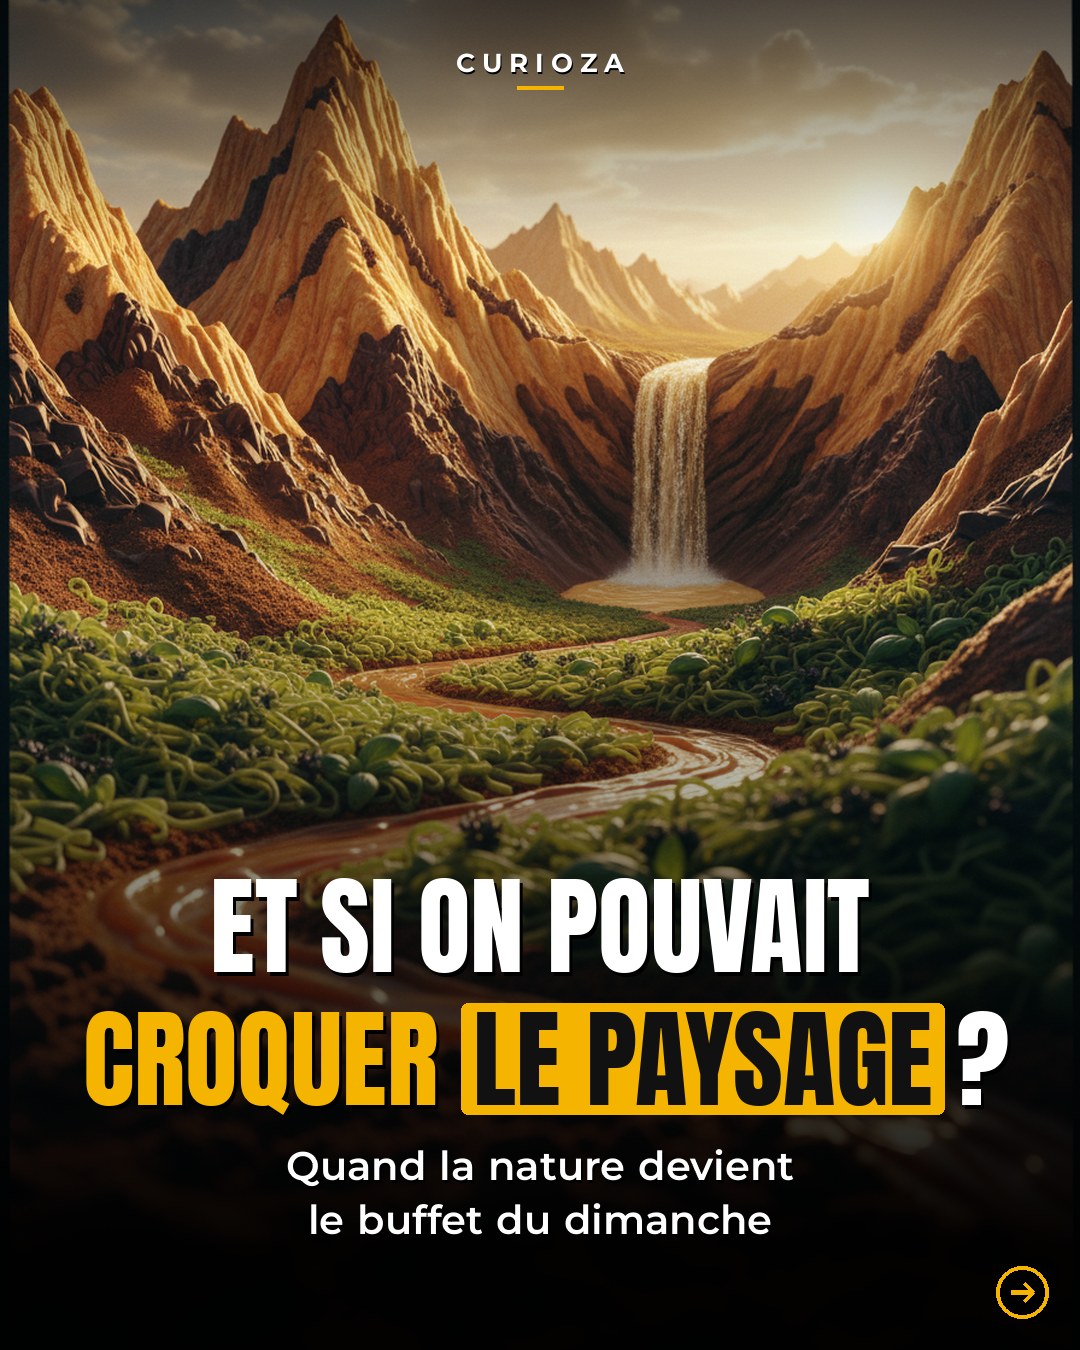 CURIOZA
ET SI ON POUVAIT
CROQUER LE PAYSAGE ?
Quand la nature devient
le buffet du dimanche